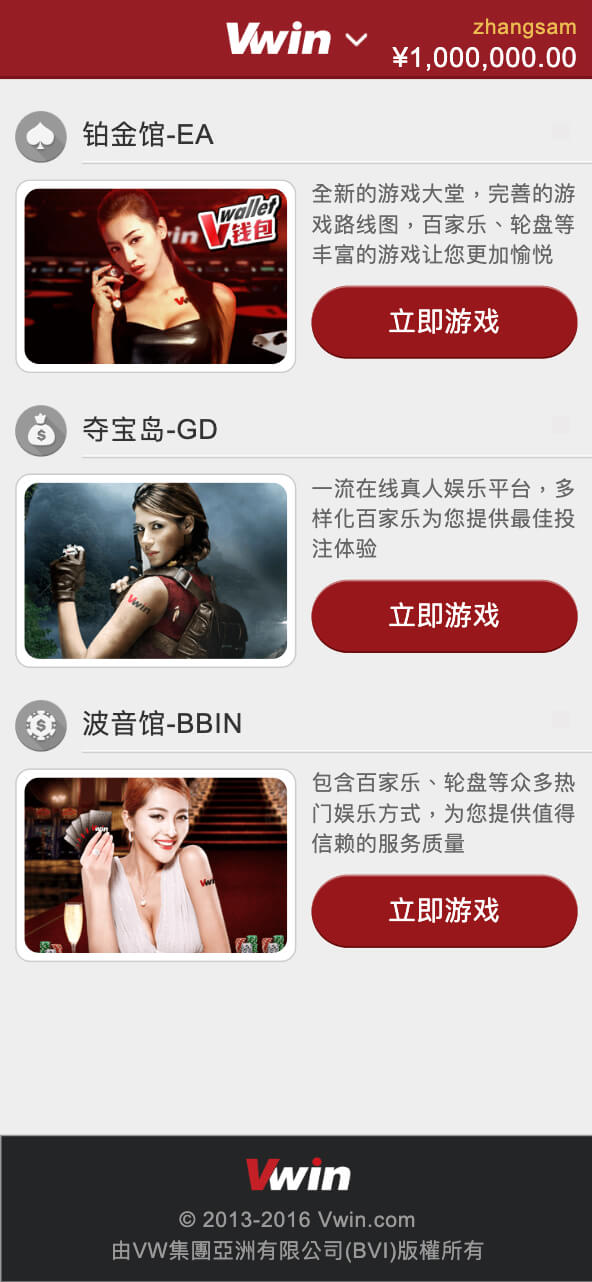 Vwin
zhangsam
¥1,000,000.00
铂金馆-EA
wallet
V钱包
win
Vw
全新的游戏大堂，完善的游
戏路线图，百家乐、轮盘等
丰富的游戏让您更加愉悦
立即游戏
夺宝岛-GD
Vwin
一流在线真人娱乐平台，多
样化百家乐为您提供最佳投
注体验
立即游戏
波音馆-BBIN
Vwin
Vwin
包含百家乐、轮盘等众多热
门娱乐方式，为您提供值得
信赖的服务质量
立即游戏
Vwin
© 2013-2016 Vwin.com
由VW集團亞洲有限公司(BVI)版權所有